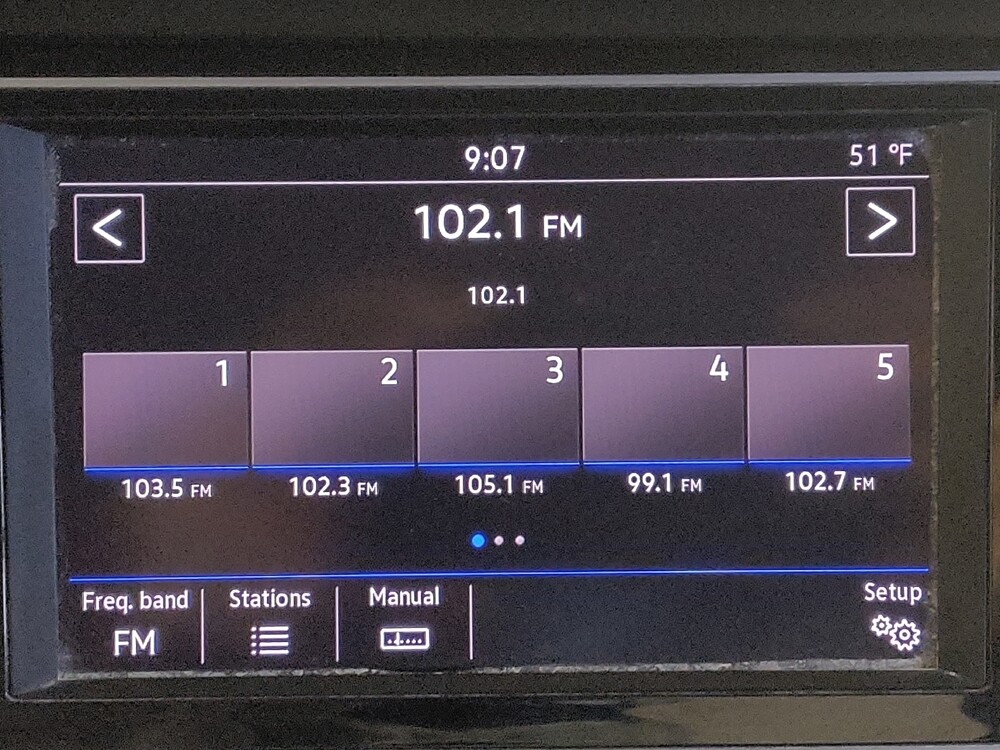 9:07 51 °F
< 102.1 FM >
102.1
1 2 3 4 5
103.5 FM 102.3 FM 105.1 FM 99.1 FM 102.7 FM
Freq. band Stations Manual Setup
FM